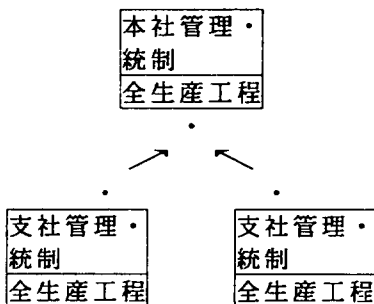 本社管理・
統制
全生産工程
支社管理・
統制
全生産工程
支社管理・
統制
全生産工程